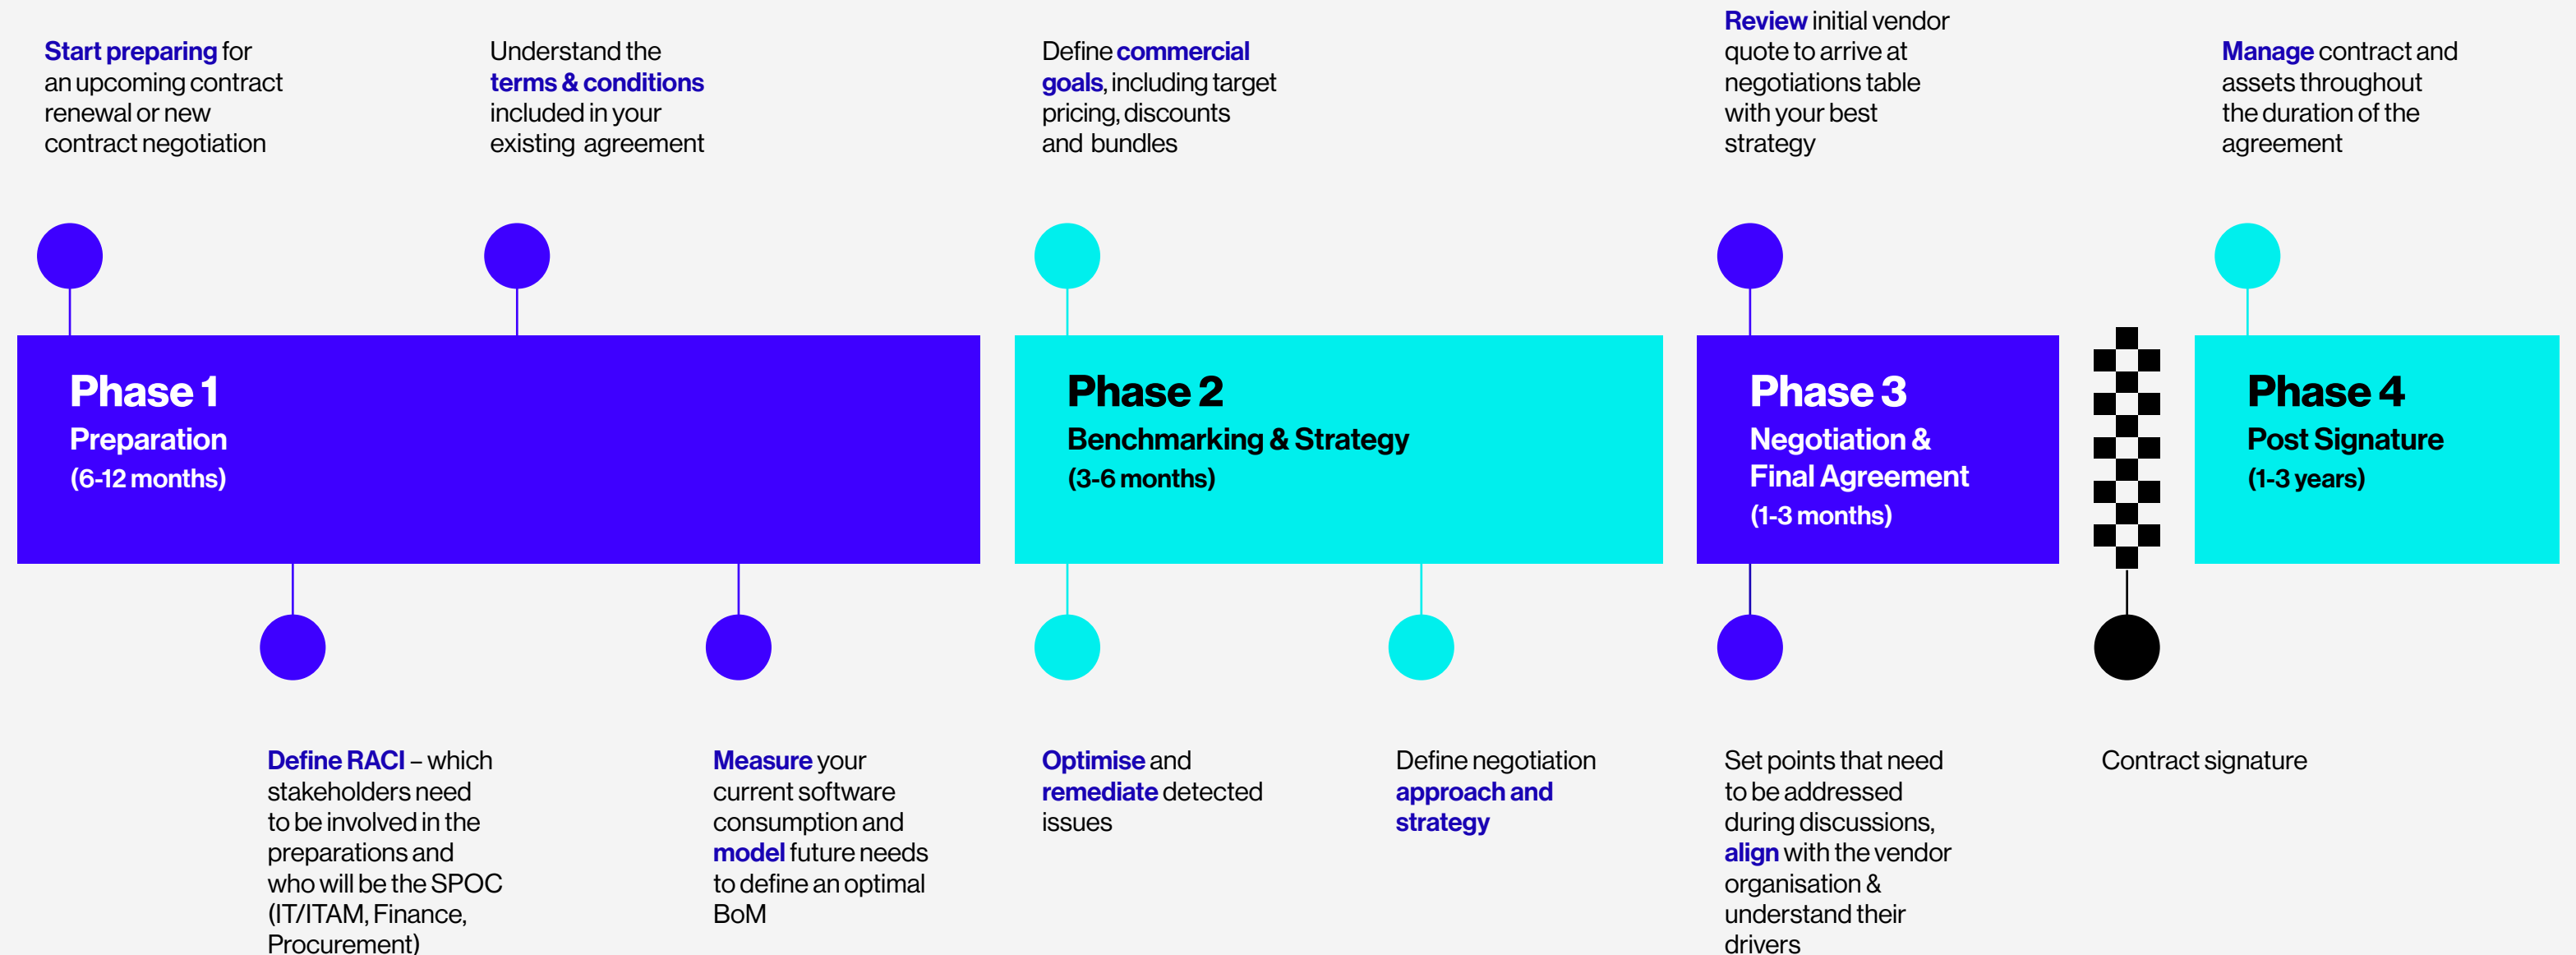 Start preparing for
an upcoming contract
renewal or new
contract negotiation
Understand the
terms & conditions
included in your
existing agreement
Define commercial
goals, including target
pricing, discounts
and bundles
Review initial vendor
quote to arrive at
negotiations table
with your best
strategy
Manage contract and
assets throughout
the duration of the
agreement
Phase 1
Preparation
(6-12 months)
Phase 2
Benchmarking & Strategy
(3-6 months)
Phase 3
Negotiation &
Final Agreement
(1-3 months)
Phase 4
Post Signature
(1-3 years)
Define RACI – which
stakeholders need
to be involved in the
preparations and
who will be the SPOC
(IT/ITAM, Finance,
Procurement)
Measure your
current software
consumption and
model future needs
to define an optimal
BoM
Optimise and
remediate detected
issues
Define negotiation
approach and
strategy
Set points that need
to be addressed
during discussions,
align with the vendor
organisation &
understand their
drivers
Contract signature